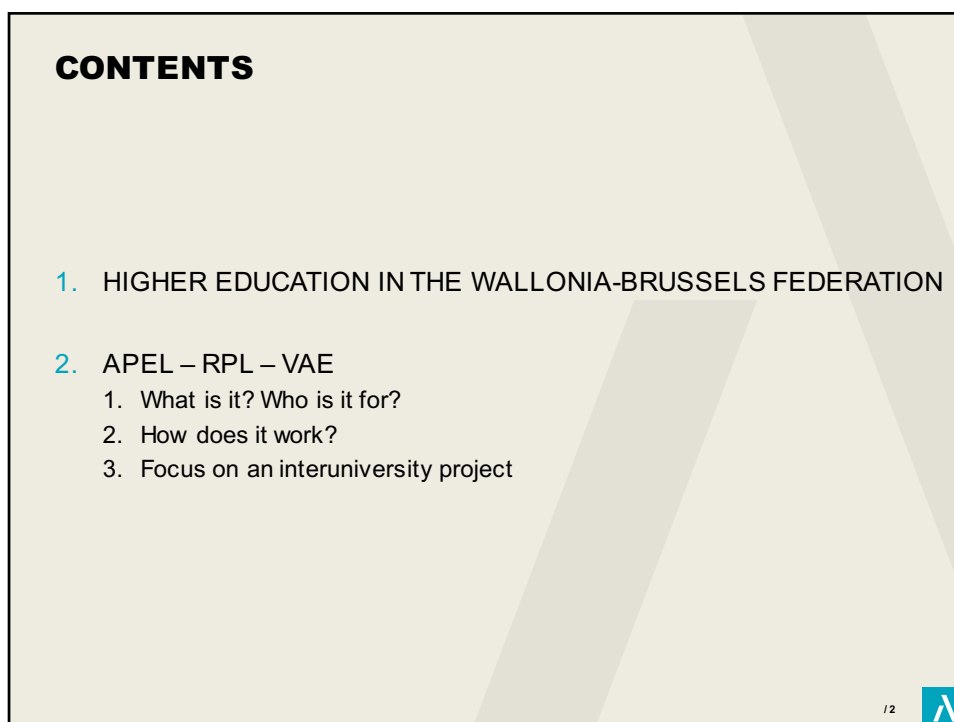 CONTENTS
1. HIGHER EDUCATION IN THE WALLONIA-BRUSSELS FEDERATION
2. APEL – RPL – VAE
1. What is it? Who is it for?
2. How does it work?
3. Focus on an interuniversity project
/ 2